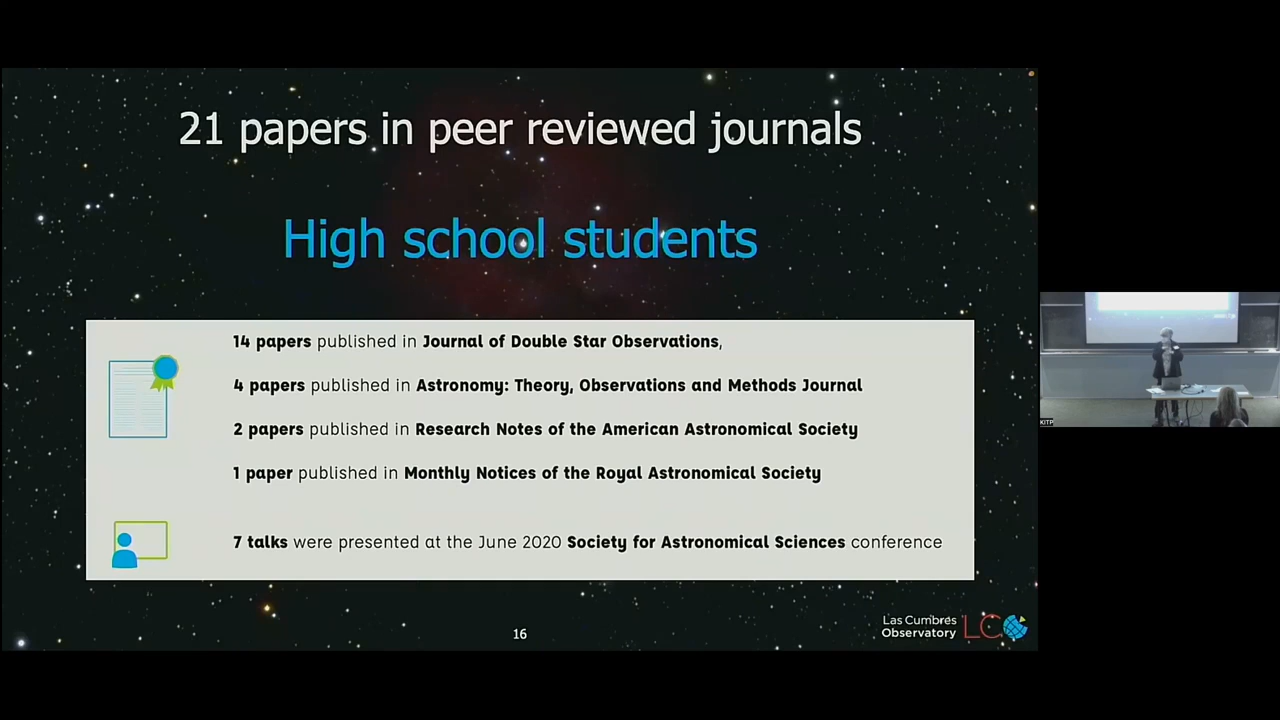 21 papers in peer reviewed journals
High school students
14 papers published in Journal of Double Star Observations,
4 papers published in Astronomy: Theory, Observations and Methods Journal
2 papers published in Research Notes of the American Astronomical Society
1 paper published in Monthly Notices of the Royal Astronomical Society
7 talks were presented at the June 2020 Society for Astronomical Sciences conference
16
Las Cumbres
Observatory
LCO
KITP